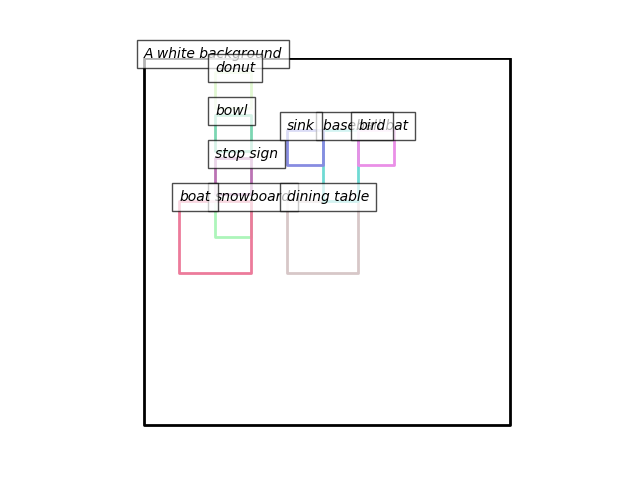 A white background
donut
bowl
sink
baseball bat
bird
stop sign
boat
snowboard
dining table